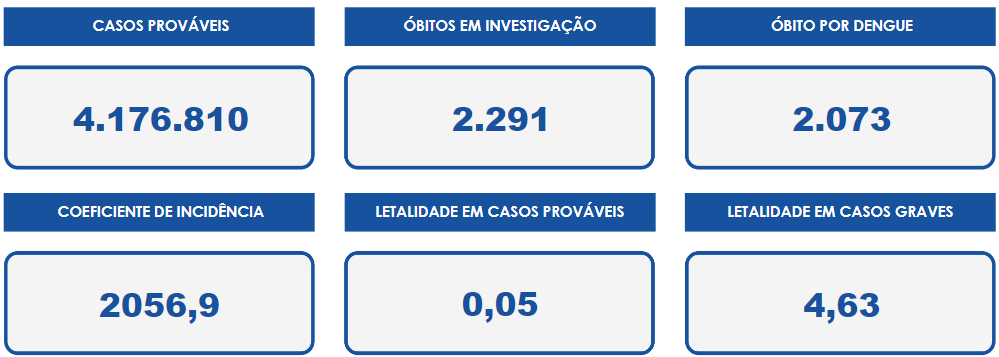 CASOS PROVÁVEIS
ÓBITOS EM INVESTIGAÇÃO
ÓBITO POR DENGUE
4.176.810
2.291
2.073
COEFICIENTE DE INCIDÊNCIA
LETALIDADE EM CASOS PROVÁVEIS
LETALIDADE EM CASOS GRAVES
2056,9
0,05
4,63